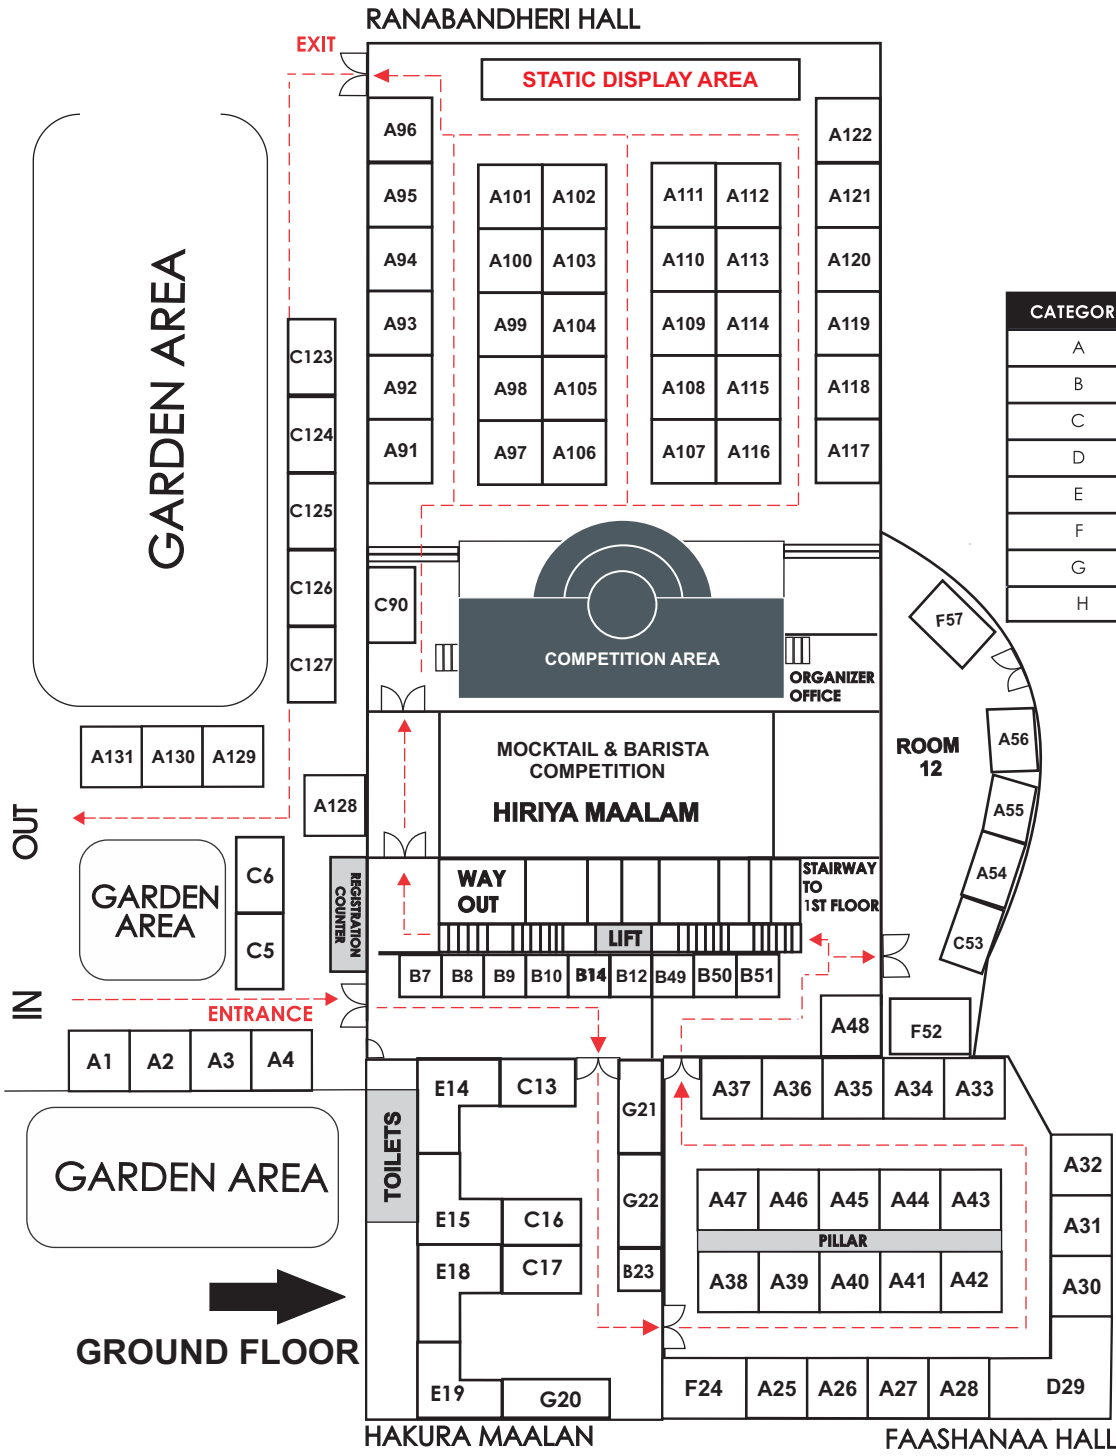 RANABANDHERI HALL
EXIT
STATIC DISPLAY AREA
A96
A122
A95
A101 A102
A111 A112
A121
A94
A100 A103
A110 A113
A120
A93
A99 A104
A109 A114
A119
A92
A98 A105
A108 A115
A118
A91
A97 A106
A107 A116
A117
GARDEN AREA
C123
C124
C125
C126
C127
CATEGOR
A
B
C
D
E
F
G
H
C90
COMPETITION AREA
ORGANIZER
OFFICE
F57
A56
A55
A54
C53
ROOM
12
MOCKTAIL & BARISTA
COMPETITION
HIRIYA MAALAM
A131 A130 A129
A128
OUT
GARDEN
AREA
C6
C5
REGISTRATION
COUNTER
WAY
OUT
STAIRWAY
TO
1ST FLOOR
LIFT
B7 B8 B9 B10 B12 B49 B50 B51
IN
ENTRANCE
A48
F52
A1 A2 A3 A4
TOILETS
GARDEN AREA
E14 C13
G21
A37 A36 A35 A34 A33
G22
A32
A47 A46 A45 A44 A43
E15 C16
A31
PILLAR
E18 C17
B23
A38 A39 A40 A41 A42
A30
GROUND FLOOR
E19 G20
F24 A25 A26 A27 A28 D29
HAKURA MAALAN
FAASHANAA HALL